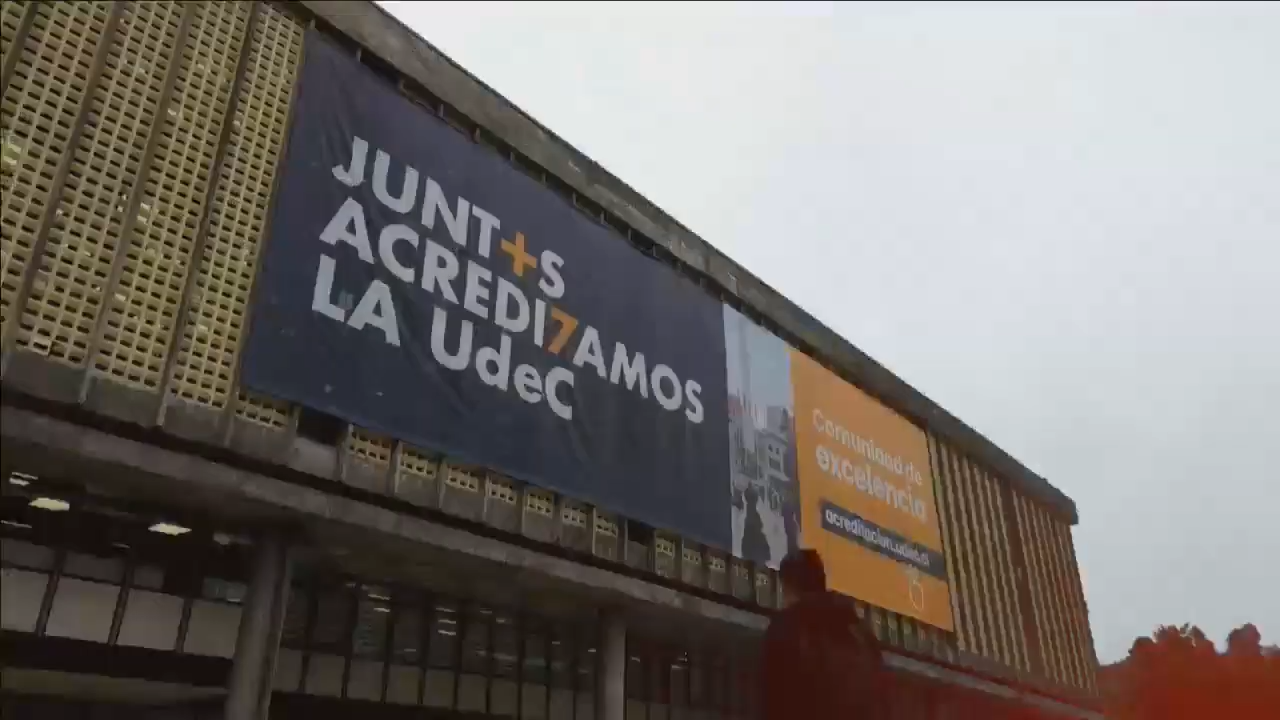 JUNT+S
ACREDI7AMOS
LA UdeC
Comunidad de
excelencia
acreditacion.udec.cl